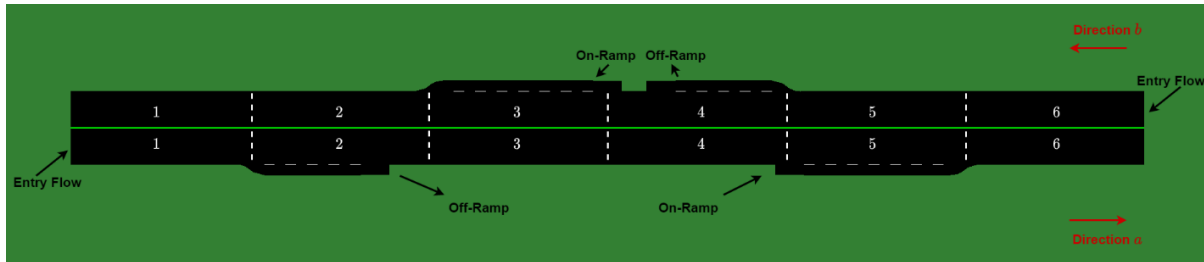 Direction b
On-Ramp Off-Ramp
Entry Flow
1 2 3 4 5 6
1 2 3 4 5 6
Entry Flow
Off-Ramp On-Ramp
Direction a